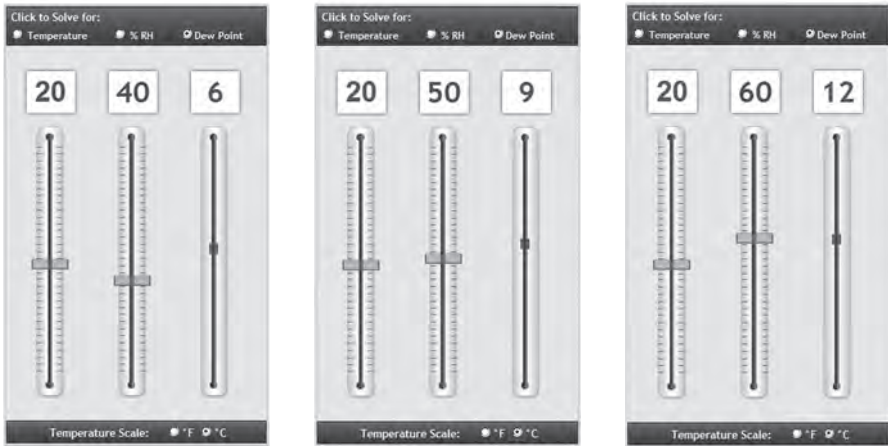 Click to Solve for:
Temperature % RH Dew Point
20 40 6
Temperature Scale: °F °C
Click to Solve for:
Temperature % RH Dew Point
20 50 9
Temperature Scale: °F °C
Click to Solve for:
Temperature % RH Dew Point
20 60 12
Temperature Scale: °F °C